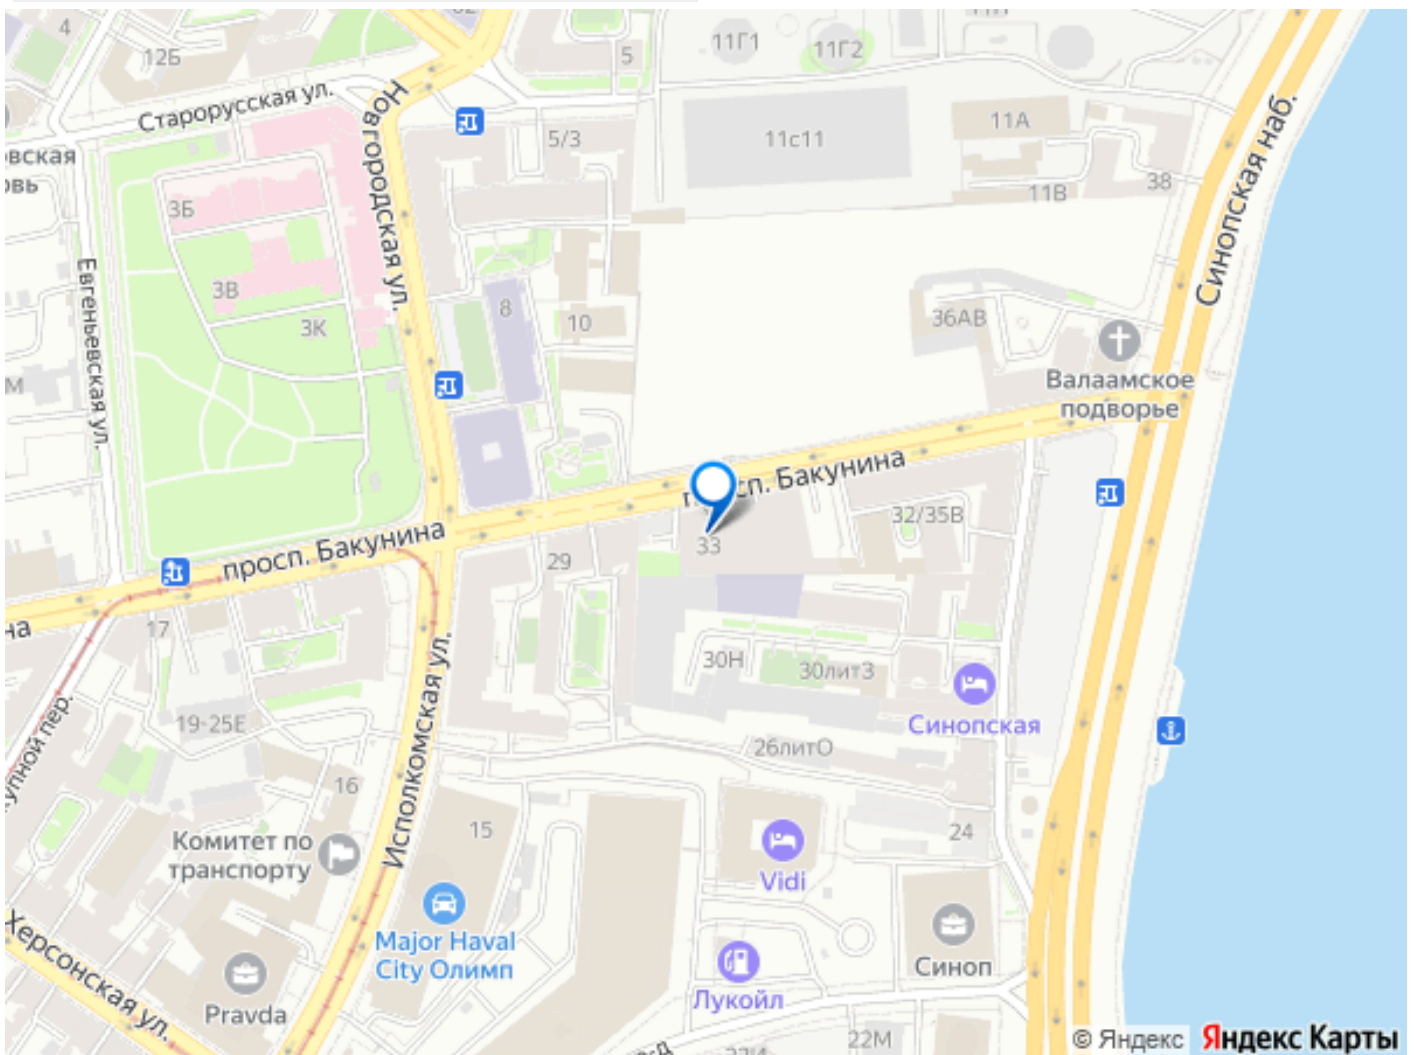 4
12Б
5
11Г1
11Г2
Старорусская ул.
Новгородская ул.
5/3
11с11
11А
Синопская наб.
11В
38
3Б
3В
3К
Евгеньевская ул.
8
10
36АВ
Валаамское
подворье
просп. Бакунина
32/35В
33
просп. Бакунина
29
17
30Н
30литЗ
Синопская
19-25Е
Исполкомская ул.
26литО
16
15
24
Комитет по
транспорту
Vidi
Major Haval
City Олимп
Херсонская ул.
Pravda
Синоп
Лукойл
22М
© Яндекс
Яндекс Карты